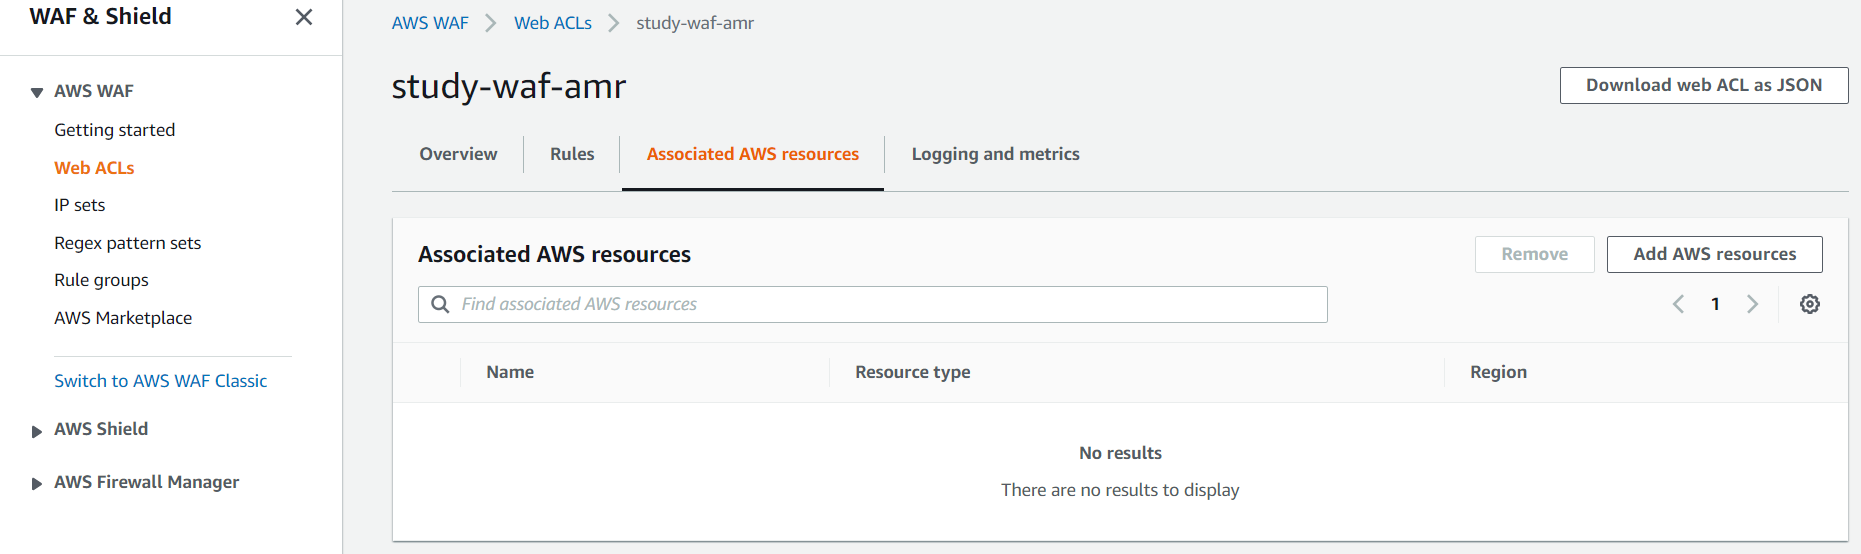 WAF & Shield
AWS WAF
Getting started
Web ACLs
IP sets
Regex pattern sets
Rule groups
AWS Marketplace
Switch to AWS WAF Classic
AWS Shield
AWS Firewall Manager
AWS WAF Web ACLs study-waf-amr
study-waf-amr
Download web ACL as JSON
Overview Rules Associated AWS resources Logging and metrics
Associated AWS resources
Remove Add AWS resources
Find associated AWS resources
1
Name Resource type Region
No results
There are no results to display